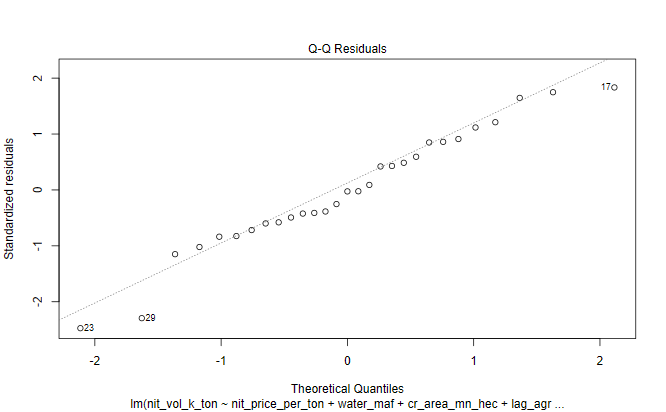 Q-Q Residuals
Standardized residuals
2
1
0
-1
-2
17
23
29
-2 -1 0 1 2
Theoretical Quantiles
lm(nit_vol_k_ton ~ nit_price_per_ton + water_maf + cr_area_mn_hec + lag_agr ...